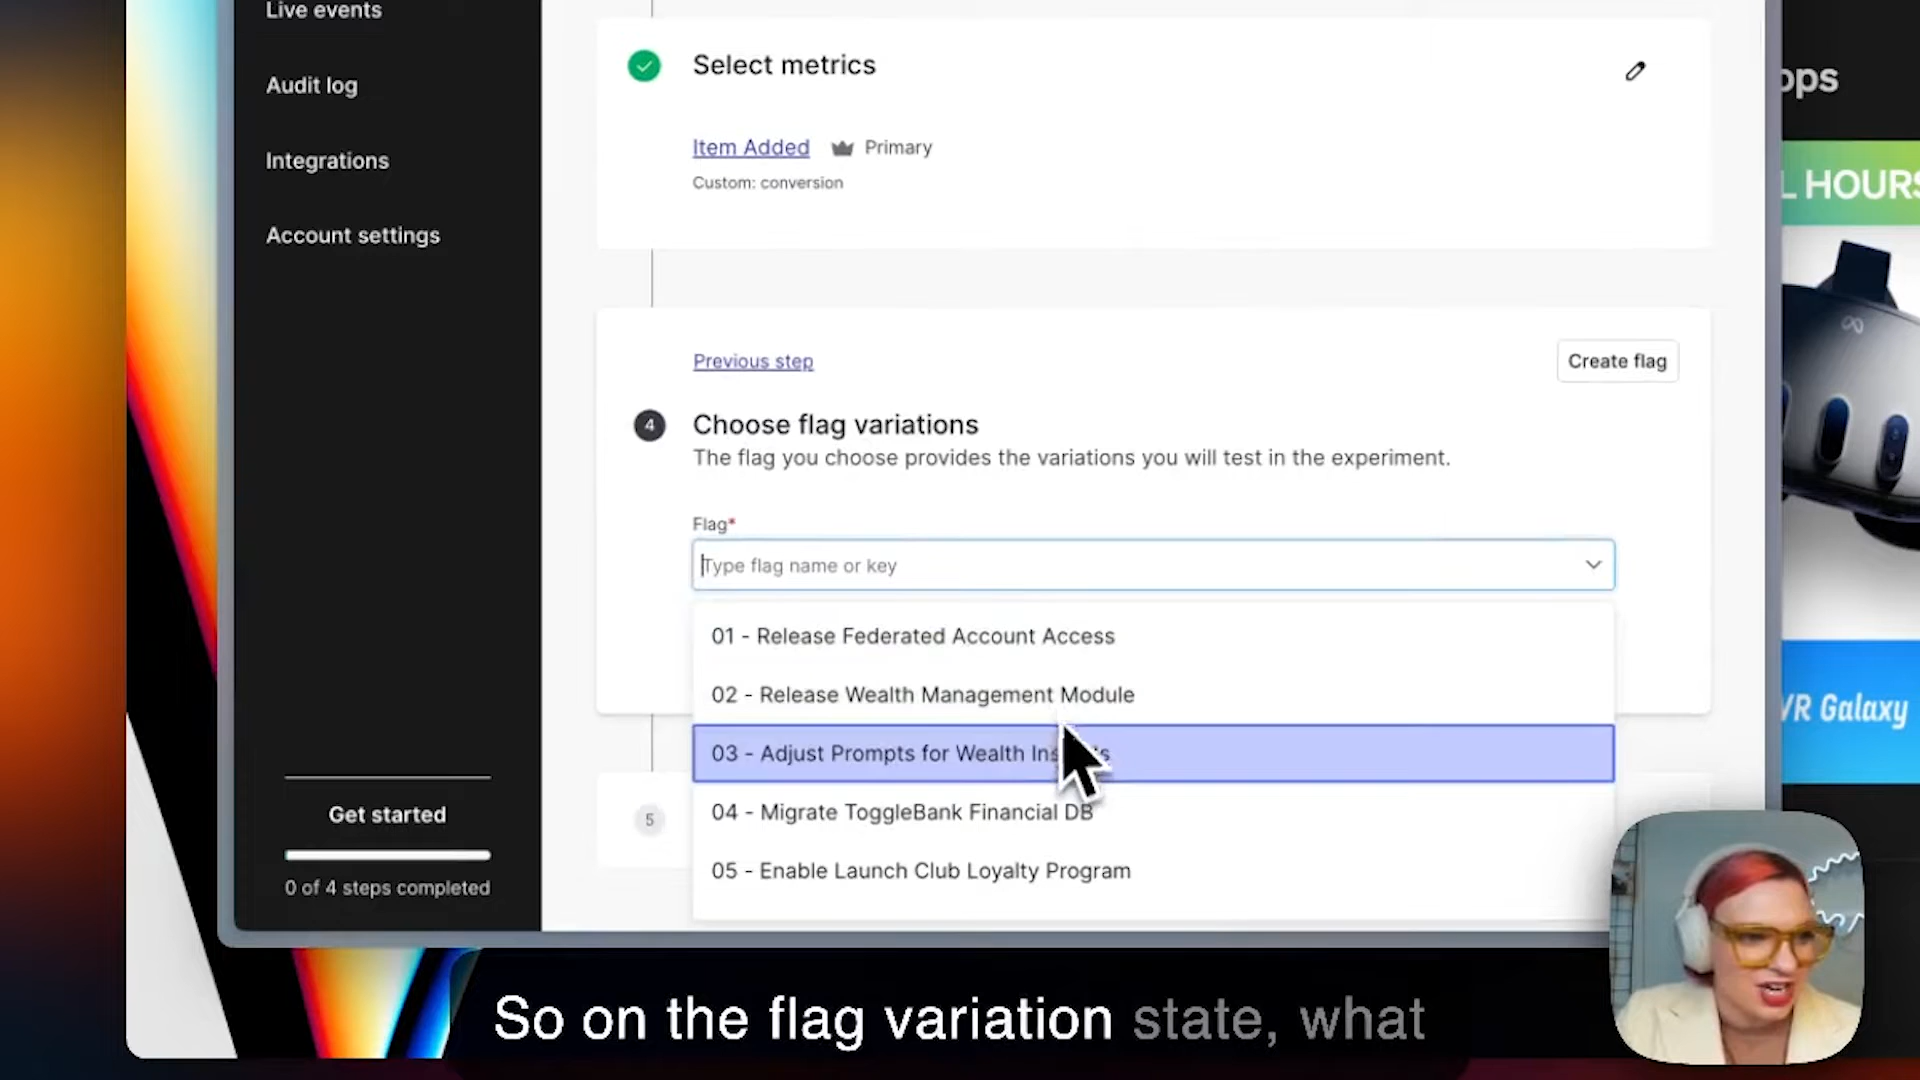 Live events
Audit log
Integrations
Account settings
Get started
0 of 4 steps completed
Select metrics
Item Added
Primary
Custom: conversion
Previous step
Create flag
4
Choose flag variations
The flag you choose provides the variations you will test in the experiment.
Flag*
Type flag name or key
01 - Release Federated Account Access
02 - Release Wealth Management Module
03 - Adjust Prompts for Wealth
04 - Migrate ToggleBank Financial DB
05 - Enable Launch Club Loyalty Program
5
HOURS
VR Galaxy
So on the flag variation state, what